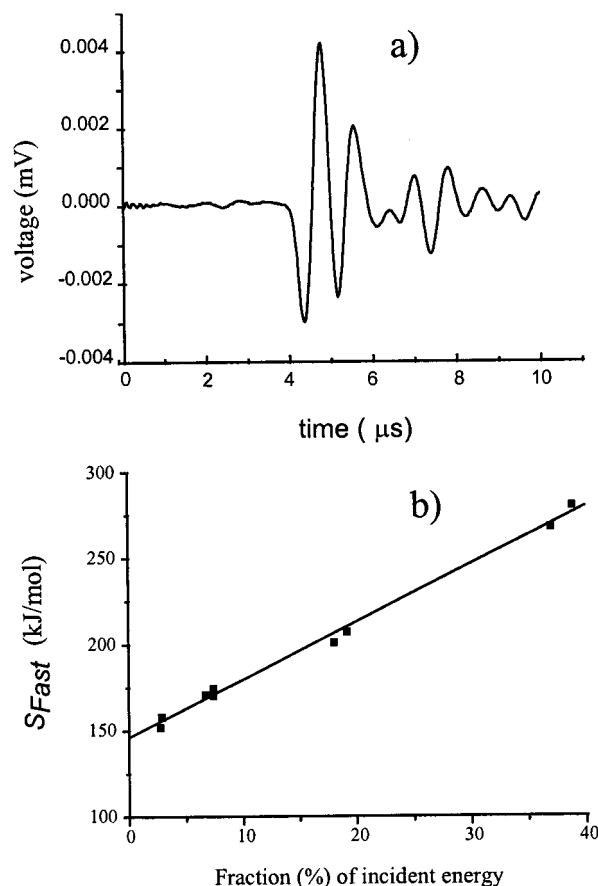 a)
voltage (mV)
0.004
0.002
0.000
-0.002
-0.004
0 2 4 6 8 10
time ( μs)
b)
SFast (kJ/mol)
300
250
200
150
100
0 10 20 30 40
Fraction (%) of incident energy